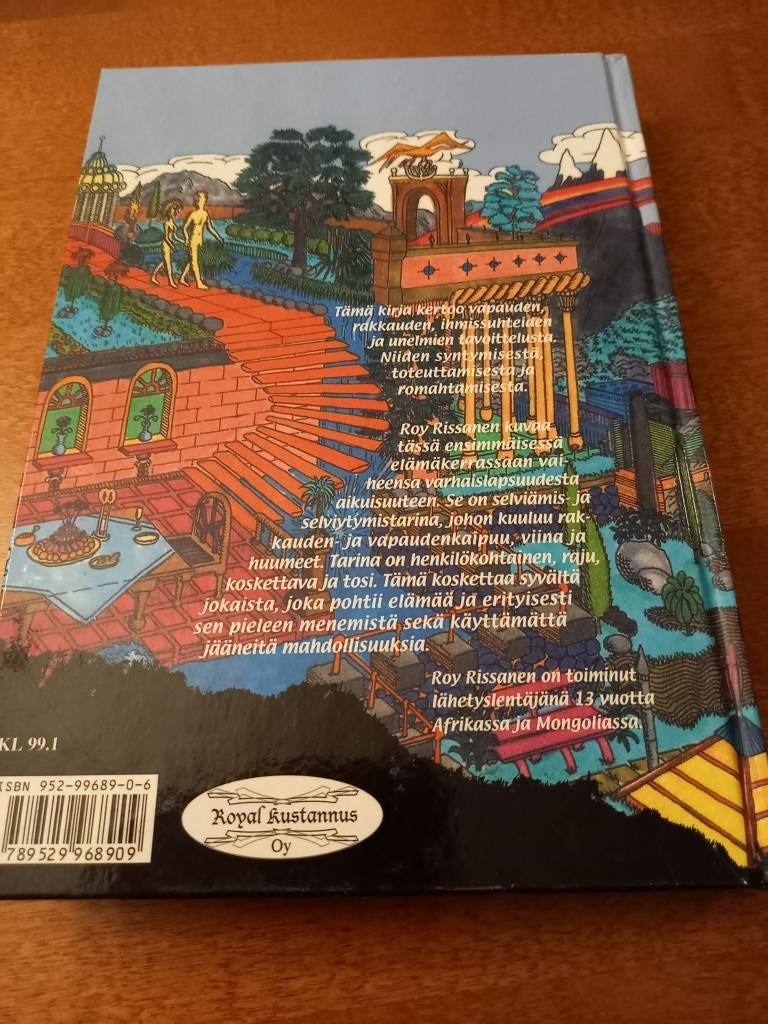 Tämä kirja kertoo vapauden,
rakkauden, ihmissuhteiden
ja unelmien tavoittelusta.
Niiden syntymisestä,
toteuttamisesta ja
romahtamisesta.
Roy Rissanen kuvaa
tässä ensimmäisessä
elämäkerrassaan vai-
heensa varhaislapsuudesta
aikuisuuteen. Se on selviämis- ja
selviytymistarina, johon kuuluu rak-
kauden- ja vapaudenkaipuu, viina ja
huumeet. Tarina on henkilökohtainen, raju,
koskettava ja tosi. Tämä koskettaa syvältä
jokaista, joka pohtii elämää ja erityisesti
sen pieleen menemistä sekä käyttämättä
jääneitä mahdollisuuksia.
Roy Rissanen on toiminut
lähetyslentäjänä 13 vuotta
Afrikassa ja Mongoliassa.
KL 99.1
ISBN 952-99689-0-6
789529 968909
Royal Kustannus
Oy